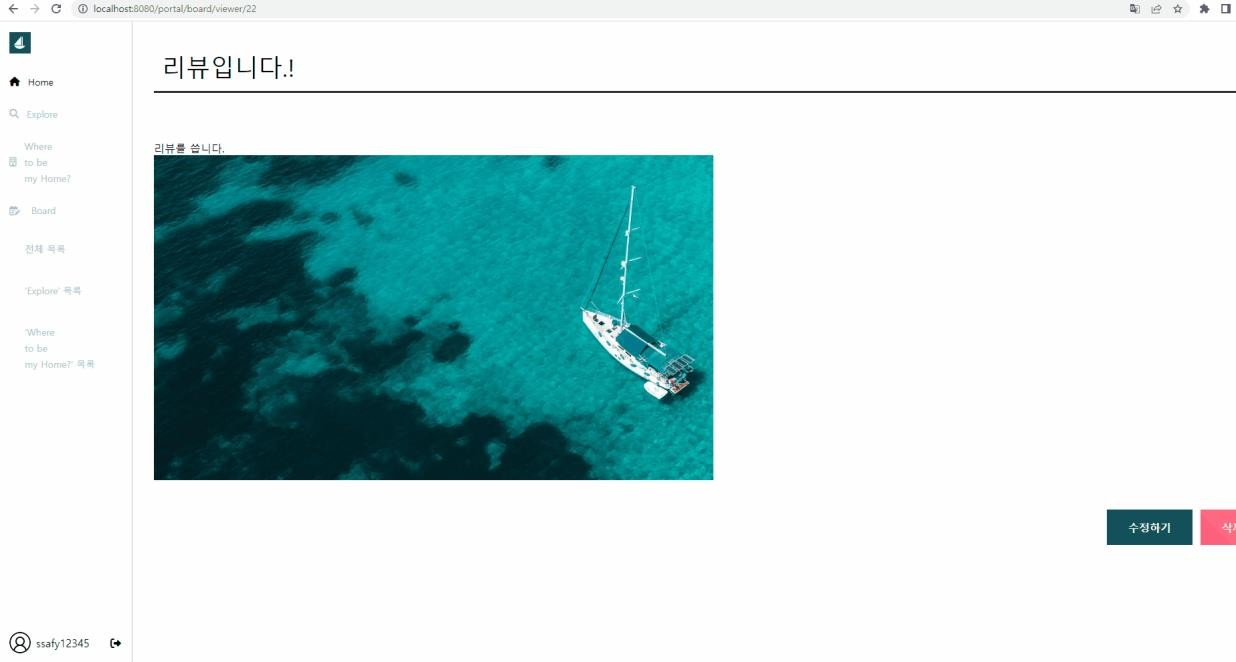 localhost:8080/portal/board/viewer/22
Home
Explore
Where
to be
my Home?
Board
전체 목록
'Explore' 목록
'Where
to be
my Home?' 목록
ssafy12345
리뷰입니다.!
리뷰를 씁니다.
수정하기
삭